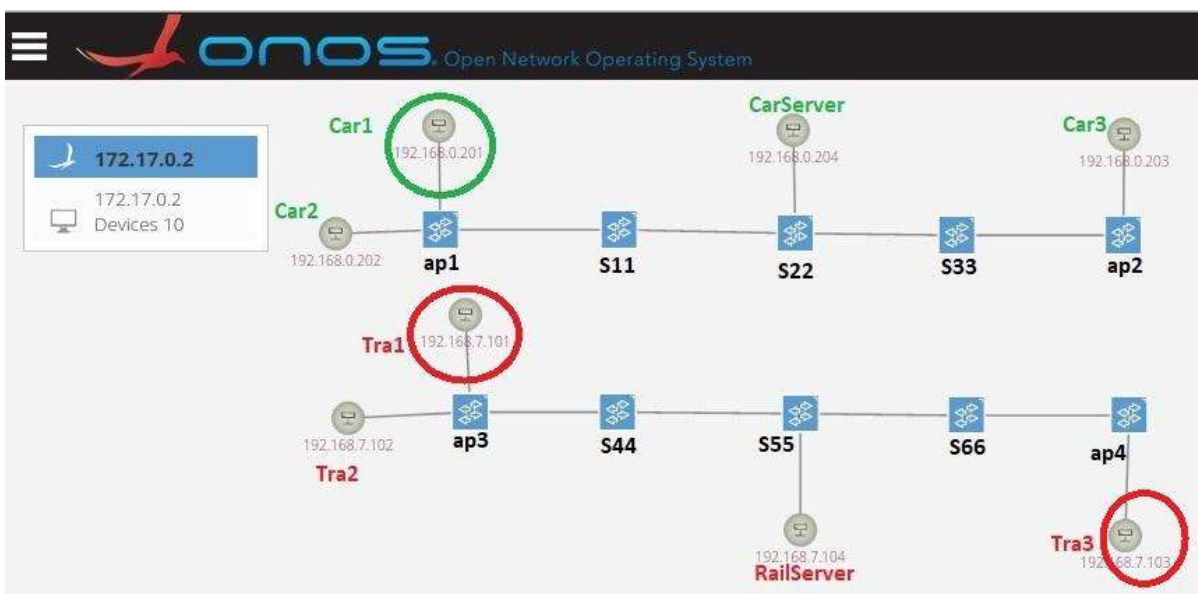 onos. Open Network Operating System
172.17.0.2
172.17.0.2
Devices 10
Car1
192.168.0.201
CarServer
192.168.0.204
Car3
192.168.0.203
Car2
192.168.0.202
ap1
S11
S22
S33
ap2
Tra1
192.168.7.101
192.168.7.102
Tra2
ap3
S44
S55
S66
ap4
192.168.7.104
RailServer
Tra3
192.168.7.103